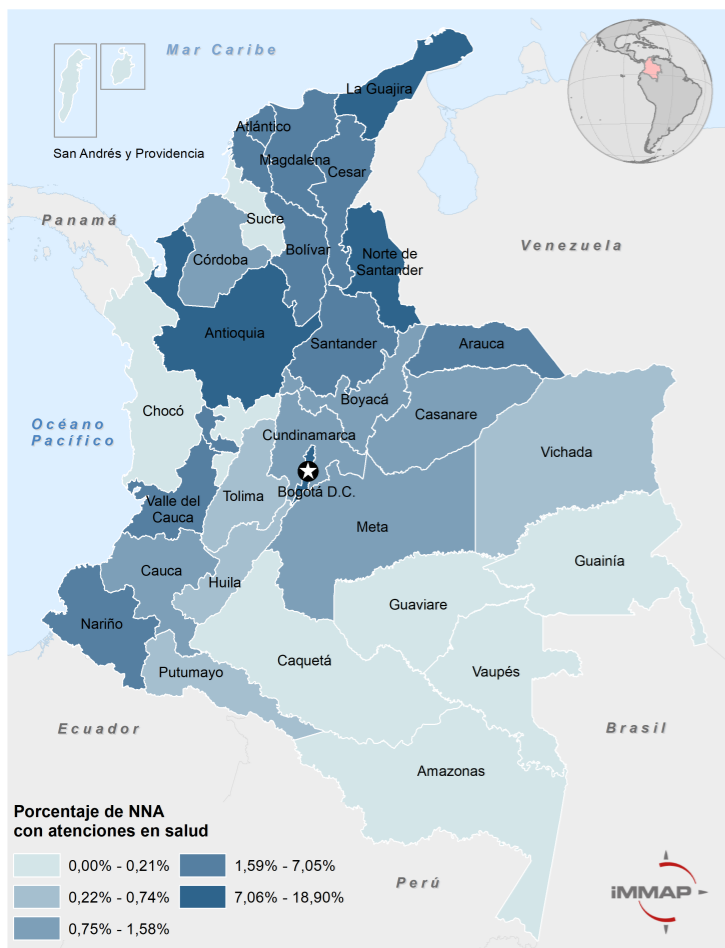 Mar Caribe
La Guajira
San Andrés y Providencia
Atlántico
Magdalena
Cesar
Panamá
Sucre
Venezuela
Córdoba
Bolívar
Norte de
Santander
Antioquia
Santander
Arauca
Boyacá
Chocó
Casanare
Océano
Pacífico
Cundinamarca
Vichada
Tolima
Bogotá D.C.
Valle del
Cauca
Meta
Guainía
Cauca
Huila
Guaviare
Nariño
Caquetá
Vaupés
Putumayo
Ecuador
Brasil
Amazonas
Porcentaje de NNA
con atenciones en salud
0,00% - 0,21%
1,59% - 7,05%
0,22% - 0,74%
7,06% - 18,90%
0,75% - 1,58%
Perú
iMMAP